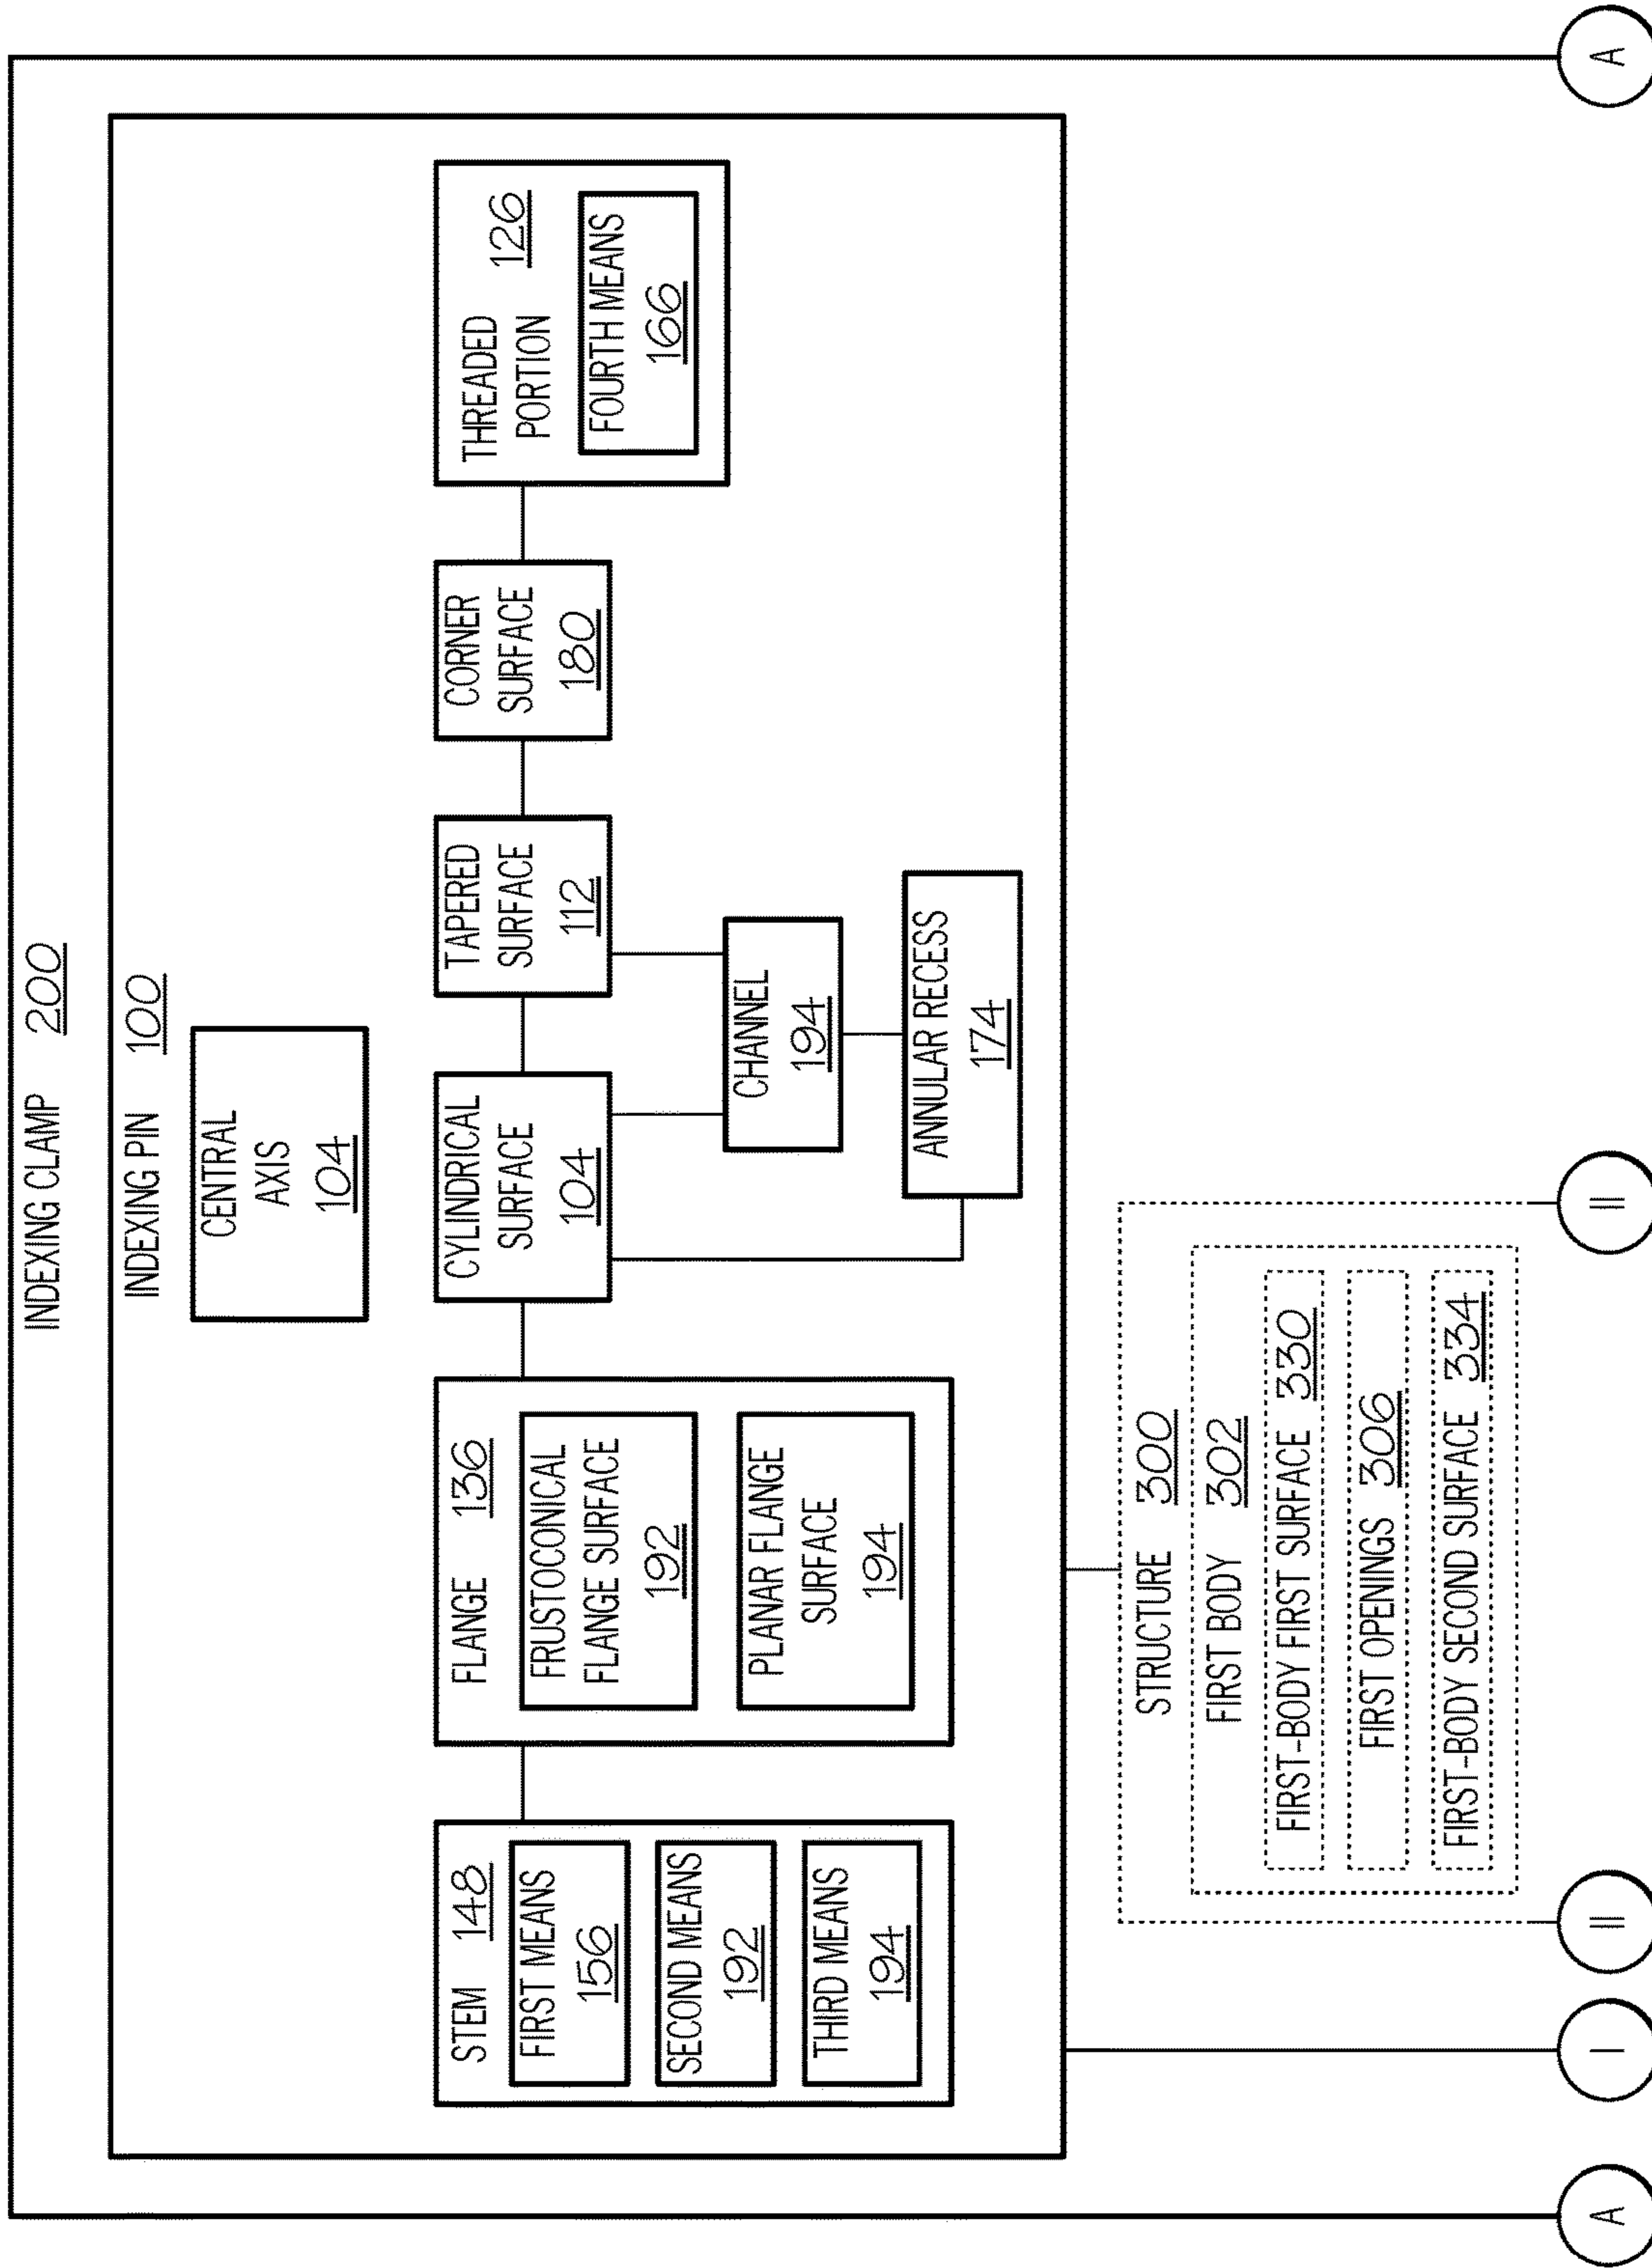 INDEXING CLAMP 200
INDEXING PIN 100
CENTRAL
AXIS
104
STEM 148
FIRST MEANS
156
SECOND MEANS
192
THIRD MEANS
194
FLANGE 136
FRUSTOCONICAL
FLANGE SURFACE
192
PLANAR FLANGE
SURFACE
194
CYLINDRICAL
SURFACE
104
TAPERED
SURFACE
112
CORNER
SURFACE
180
THREADED
PORTION 126
FOURTH MEANS
166
CHANNEL
194
ANNULAR RECESS
174
STRUCTURE 300
FIRST BODY 302
FIRST-BODY FIRST SURFACE 330
FIRST OPENINGS 306
FIRST-BODY SECOND SURFACE 334
A
I
II
II
A